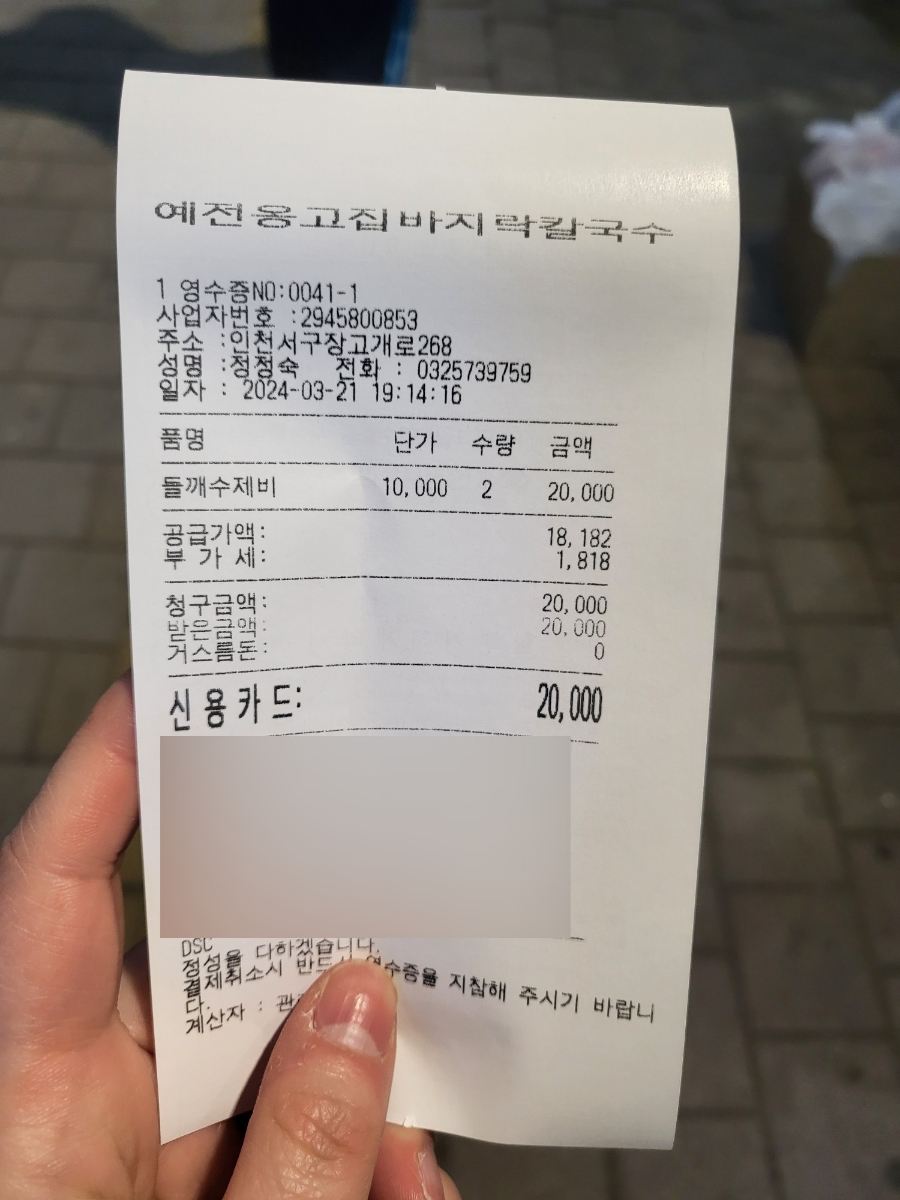 예전옹고집바지락칼국수
1 영수증NO:0041-1
사업자번호 :2945800853
주소 :인천서구장고개로268
성명 :정정숙 전화 : 0325739759
일자 : 2024-03-21 19:14:16
품명 단가 수량 금액
들깨수제비 10,000 2 20,000
공급가액: 18,182
부 가 세: 1,818
청구금액: 20,000
받은금액: 20,000
거스름돈: 0
신용카드: 20,000
DSC
정성을 다하겠습니다.
결제취소시 지참해 주시기 바랍니
다.
계산자 :